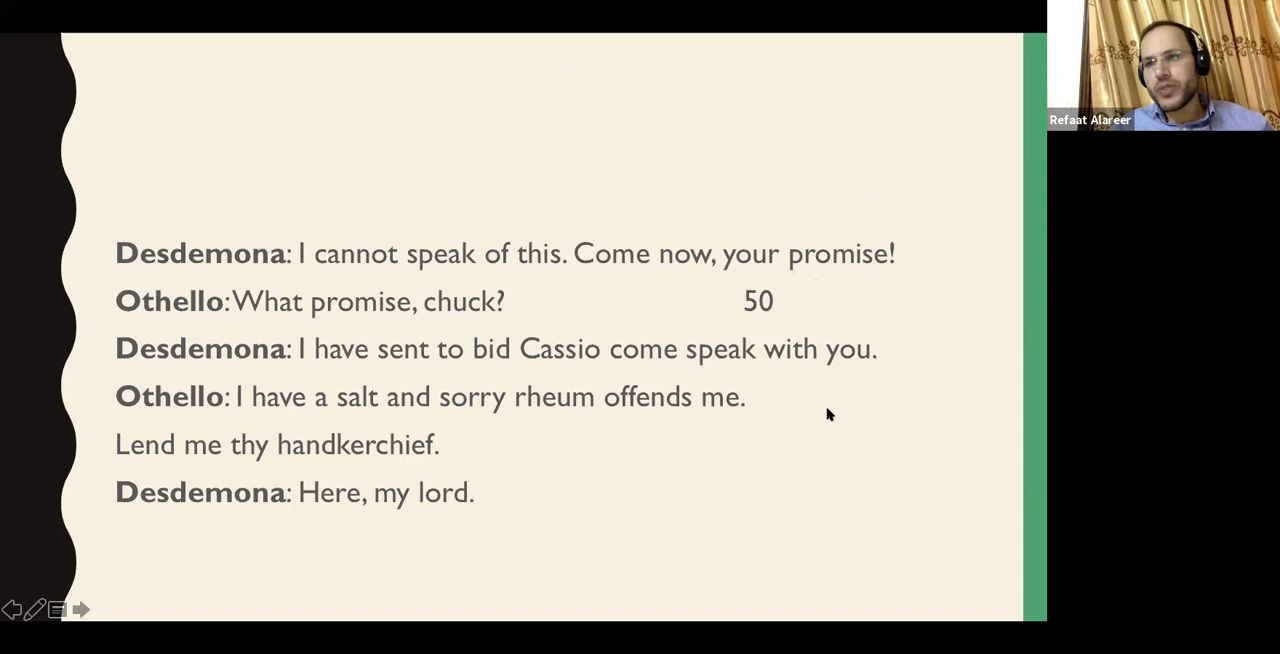 Refaat Alareer
Desdemona: I cannot speak of this. Come now, your promise!
Othello: What promise, chuck? 50
Desdemona: I have sent to bid Cassio come speak with you.
Othello: I have a salt and sorry rheum offends me.
Lend me thy handkerchief.
Desdemona: Here, my lord.